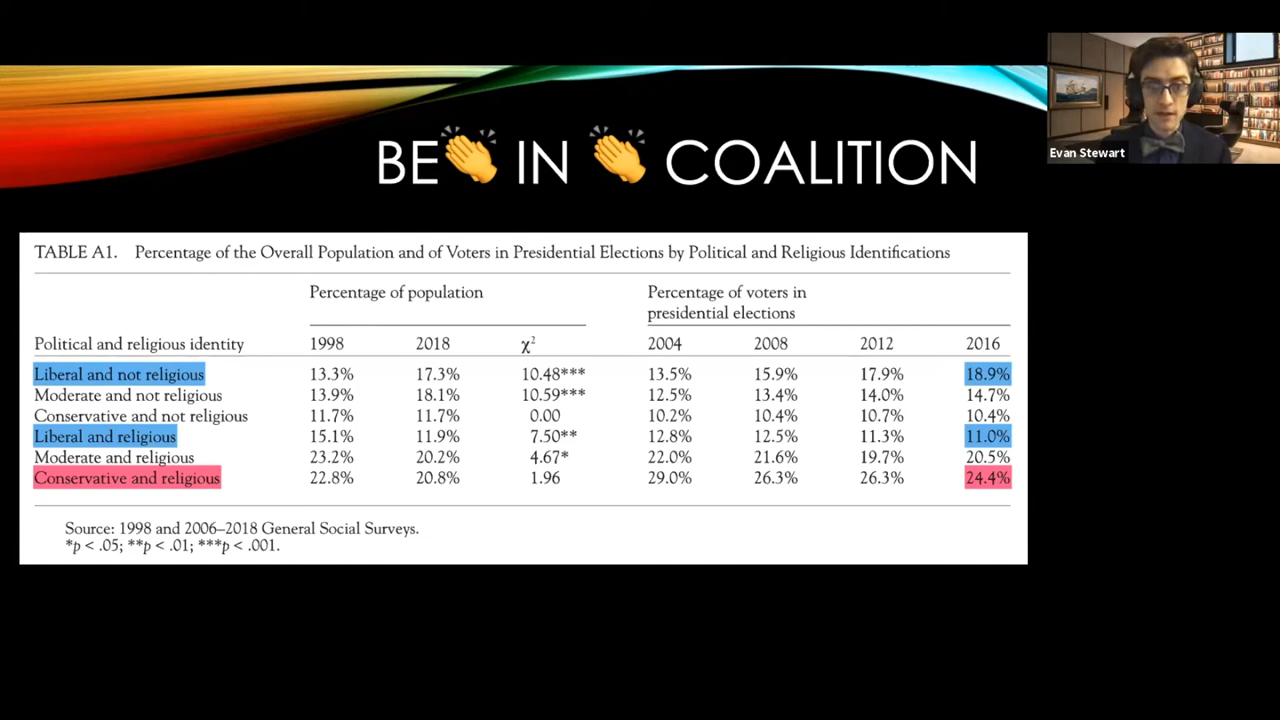 BE👏 IN 👏 COALITION
Evan Stewart
TABLE A1. Percentage of the Overall Population and of Voters in Presidential Elections by Political and Religious Identifications
Percentage of population Percentage of voters in
presidential elections
Political and religious identity 1998 2018 χ² 2004 2008 2012 2016
Liberal and not religious 13.3% 17.3% 10.48*** 13.5% 15.9% 17.9% 18.9%
Moderate and not religious 13.9% 18.1% 10.59*** 12.5% 13.4% 14.0% 14.7%
Conservative and not religious 11.7% 11.7% 0.00 10.2% 10.4% 10.7% 10.4%
Liberal and religious 15.1% 11.9% 7.50** 12.8% 12.5% 11.3% 11.0%
Moderate and religious 23.2% 20.2% 4.67* 22.0% 21.6% 19.7% 20.5%
Conservative and religious 22.8% 20.8% 1.96 29.0% 26.3% 26.3% 24.4%
Source: 1998 and 2006–2018 General Social Surveys.
*p < .05; **p < .01; ***p < .001.